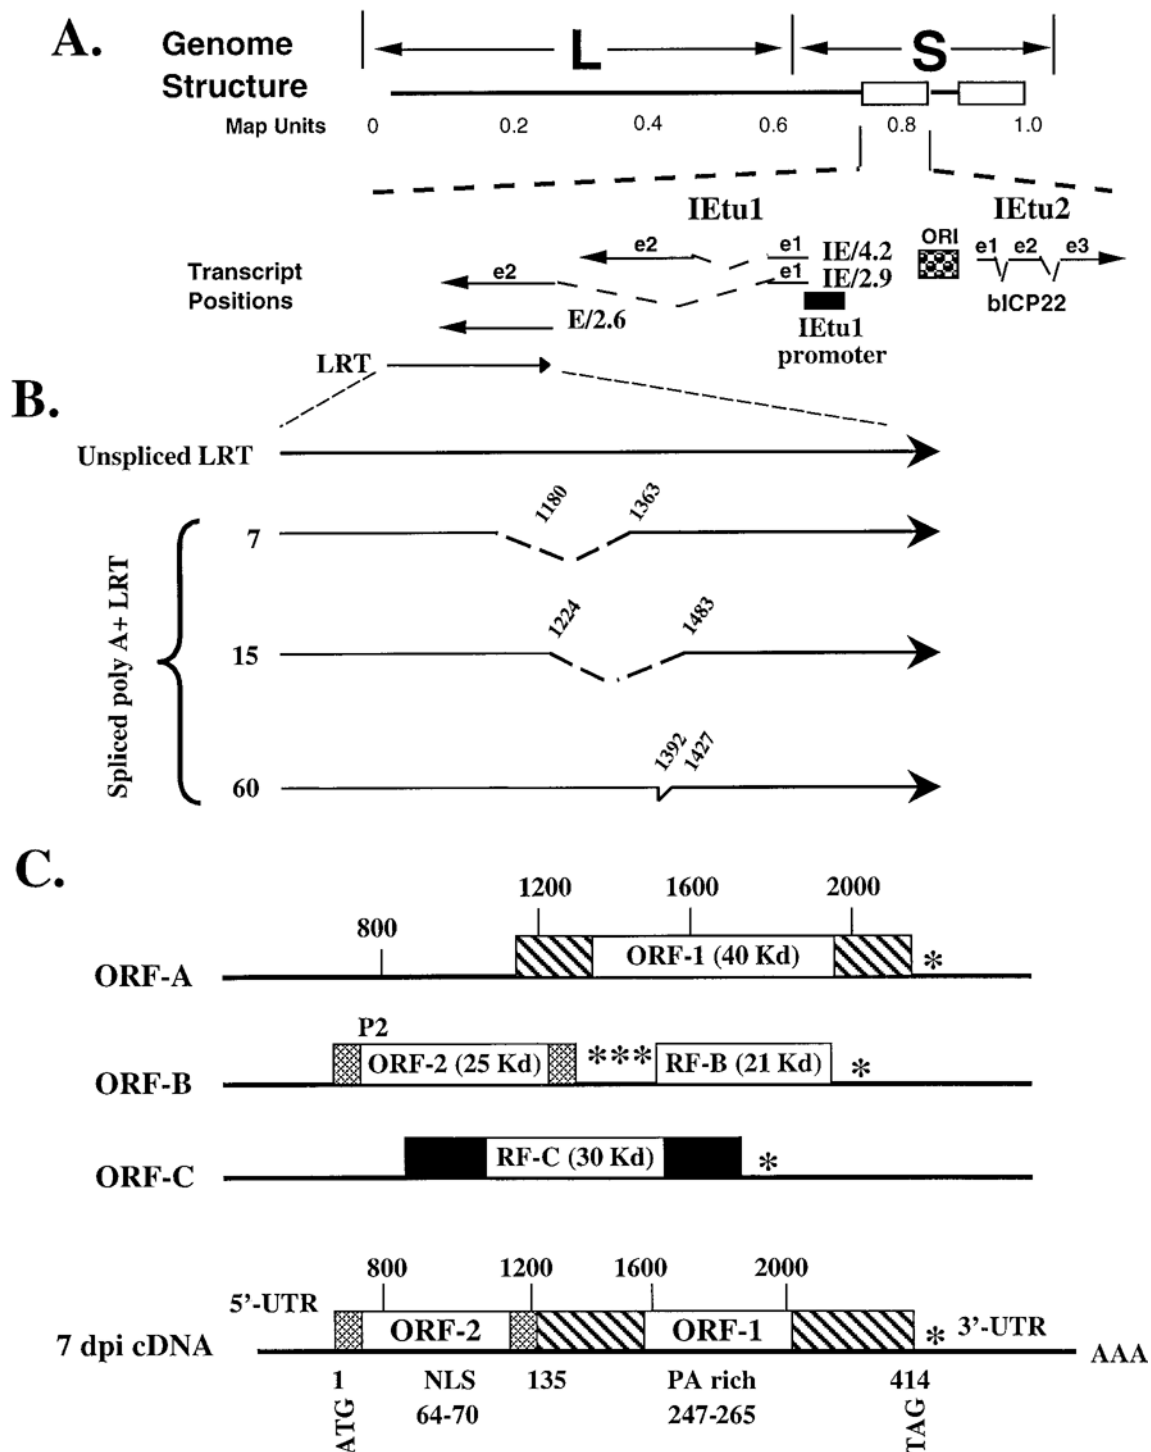 A.
Genome
Structure
L
S
Map Units
0
0.2
0.4
0.6
0.8
1.0
IEtu1
IEtu2
Transcript
Positions
e2
e1
IE/4.2
ORI
e1
e2
e3
e2
e1
IE/2.9
bICP22
E/2.6
IEtu1
promoter
LRT
B.
Unspliced LRT
Spliced poly A+ LRT
7
1180
1363
15
1224
1483
60
1392
1427
C.
800
1200
1600
2000
ORF-A
ORF-1 (40 Kd)
*
P2
ORF-B
ORF-2 (25 Kd)
***
RF-B (21 Kd)
*
ORF-C
RF-C (30 Kd)
*
800
1200
1600
2000
5'-UTR
7 dpi cDNA
ORF-2
ORF-1
*
3'-UTR
AAA
1
NLS
135
PA rich
414
ATG
64-70
247-265
TAG